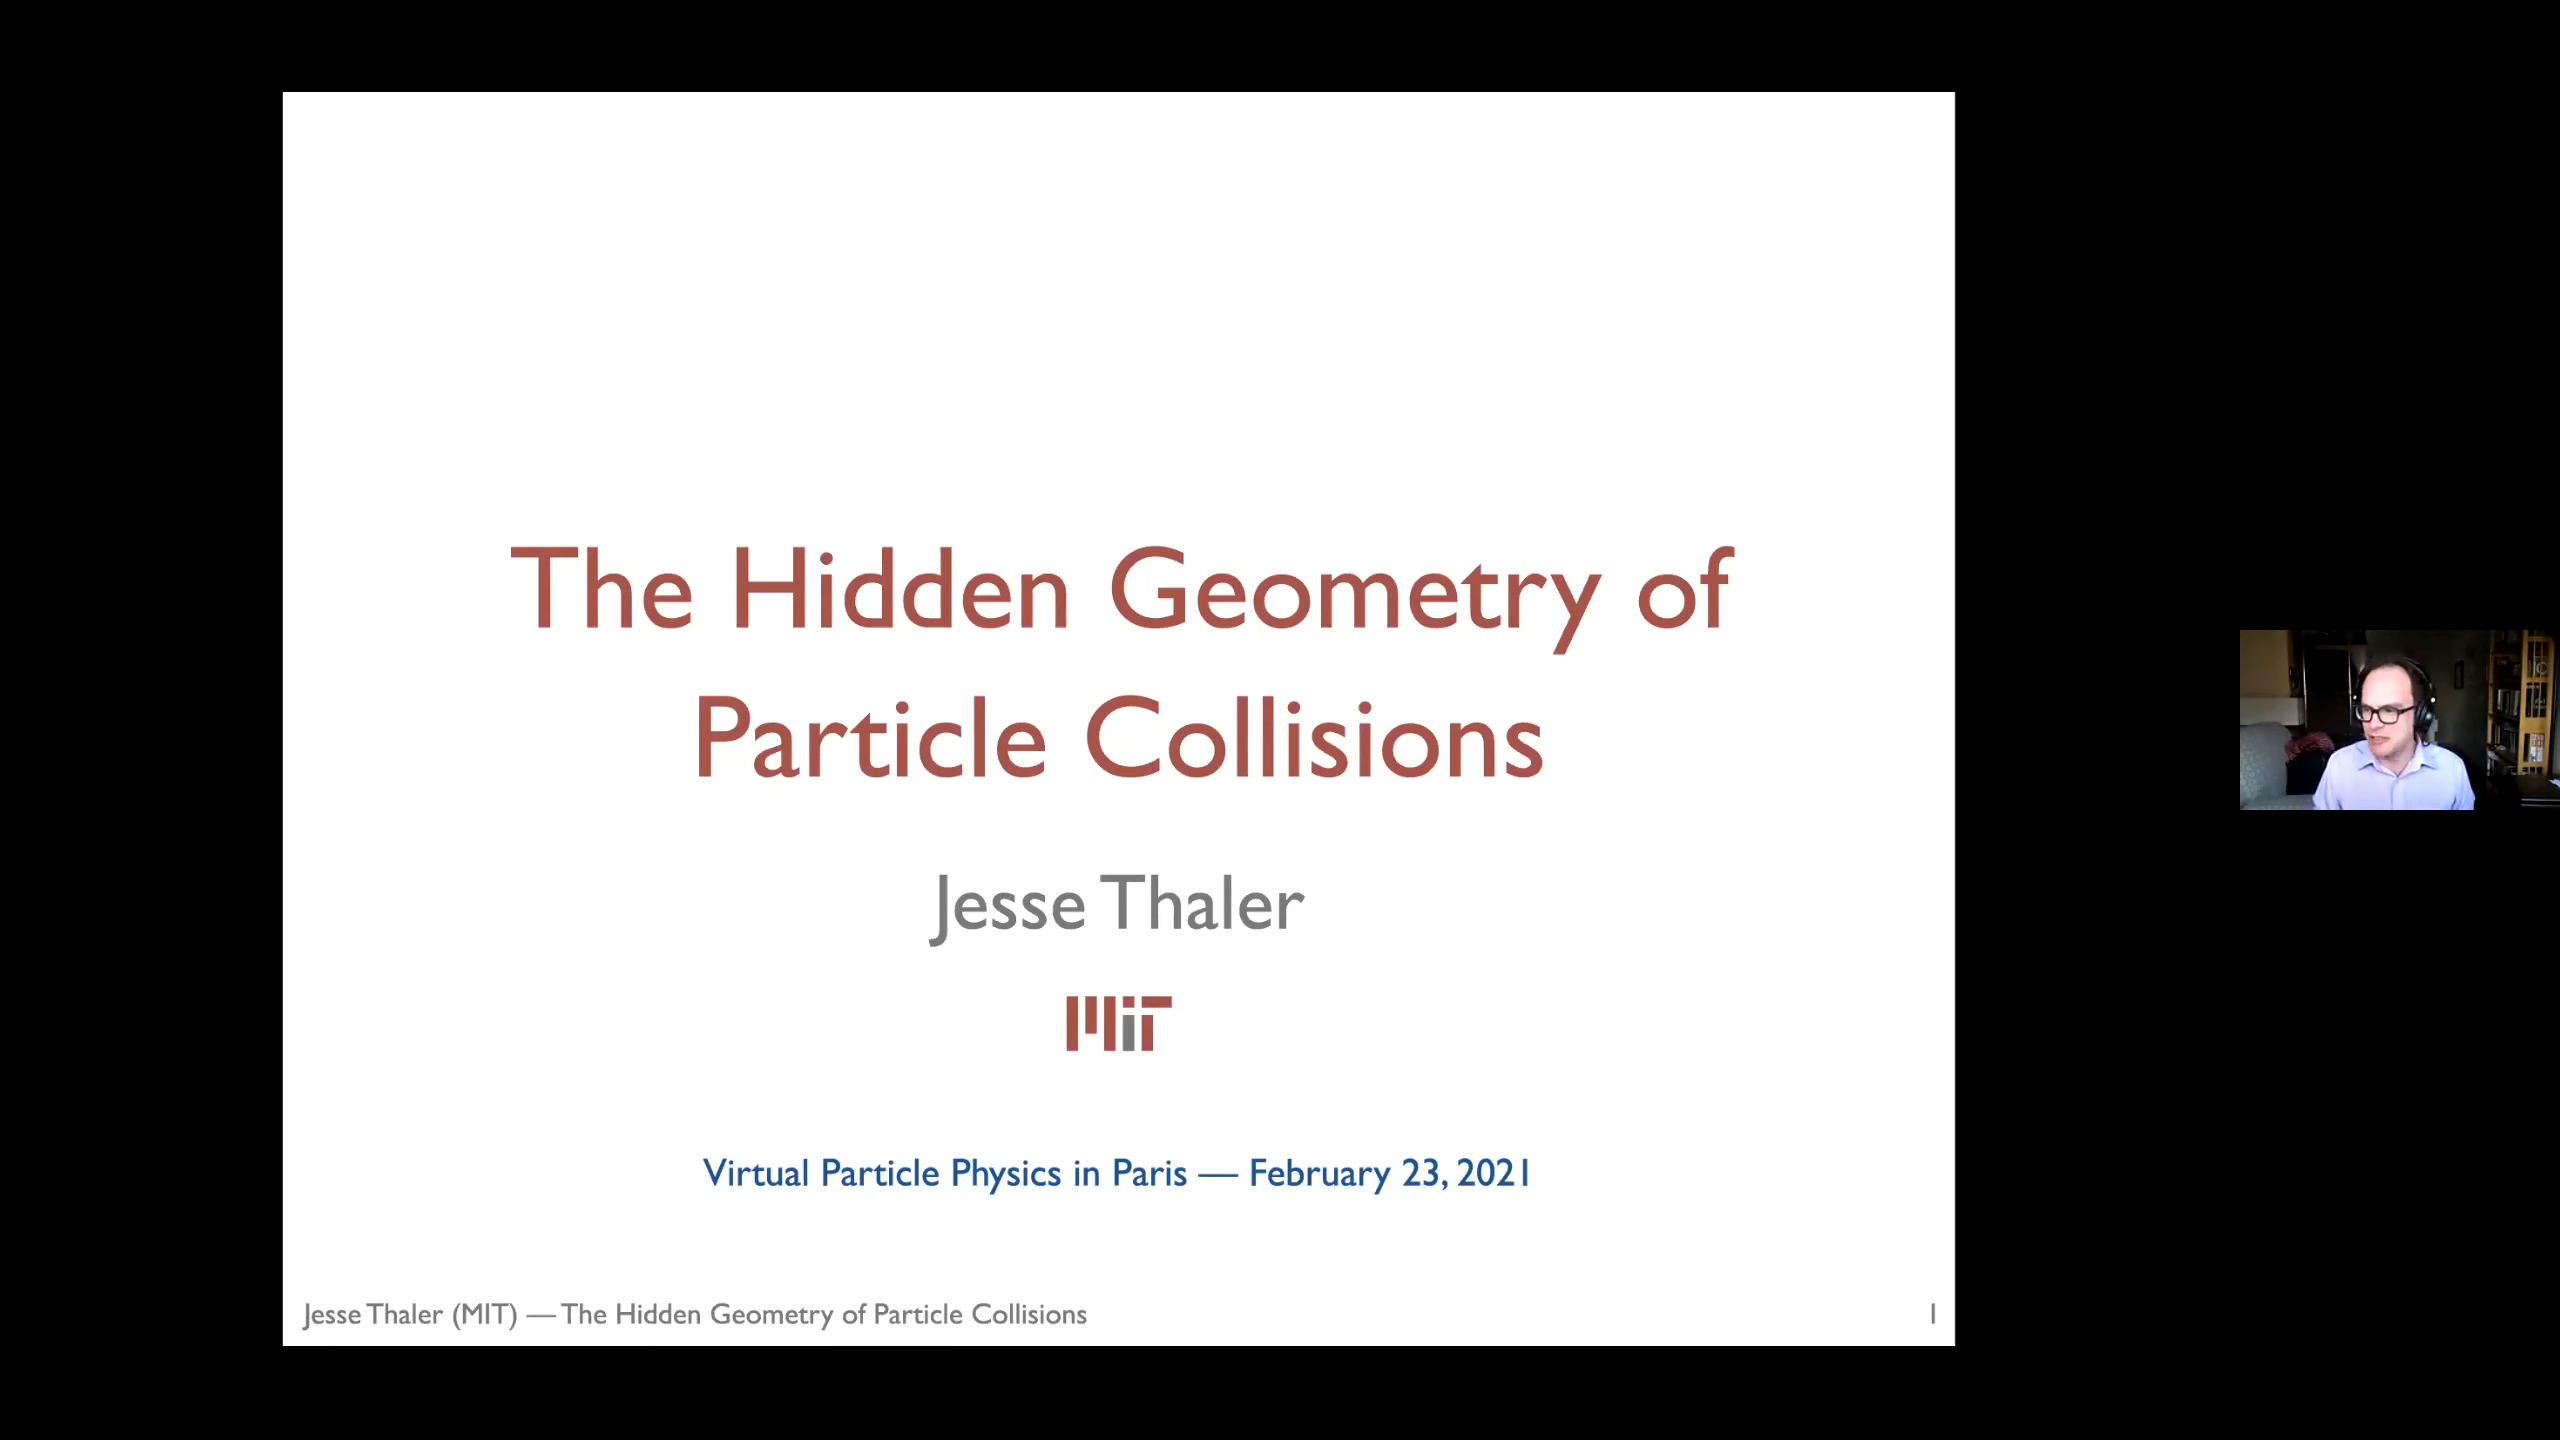 The Hidden Geometry of
Particle Collisions
Jesse Thaler
MIT
Virtual Particle Physics in Paris — February 23, 2021
Jesse Thaler (MIT) — The Hidden Geometry of Particle Collisions
1